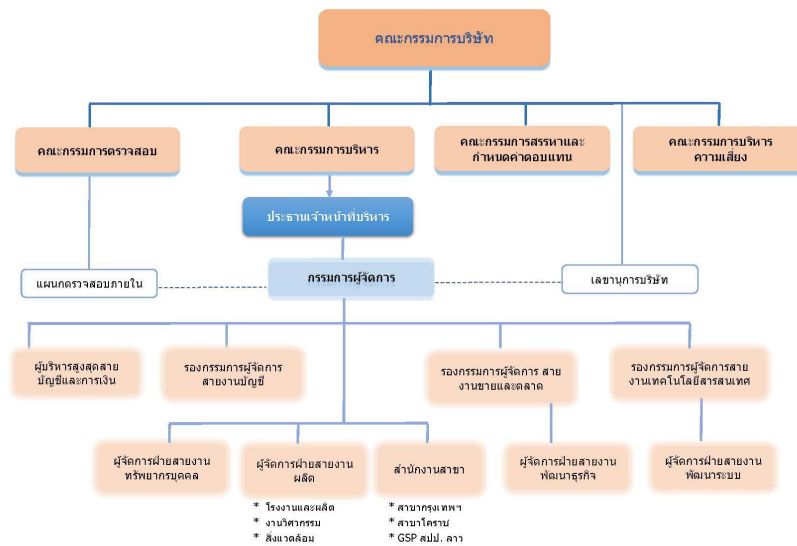 คณะกรรมการบริษัท
คณะกรรมการตรวจสอบ
คณะกรรมการบริหาร
คณะกรรมการสรรหาและ
กำหนดค่าตอบแทน
คณะกรรมการบริหาร
ความเสี่ยง
ประธานเจ้าหน้าที่บริหาร
แผนกตรวจสอบภายใน
กรรมการผู้จัดการ
เลขานุการบริษัท
ผู้บริหารสูงสุดสาย
บัญชีและการเงิน
รองกรรมการผู้จัดการ
สายงานบัญชี
รองกรรมการผู้จัดการ สาย
งานขายและตลาด
รองกรรมการผู้จัดการสาย
งานเทคโนโลยีสารสนเทศ
ผู้จัดการฝ่ายสายงาน
ทรัพยากรบุคคล
ผู้จัดการฝ่ายสายงาน
ผลิต
* โรงงานและผลิต
* งานวิศวกรรม
* สิ่งแวดล้อม
สำนักงานสาขา
* สาขากรุงเทพฯ
* สาขาโคราช
* GSP สปป. ลาว
ผู้จัดการฝ่ายสายงาน
พัฒนาธุรกิจ
ผู้จัดการฝ่ายสายงาน
พัฒนาระบบ